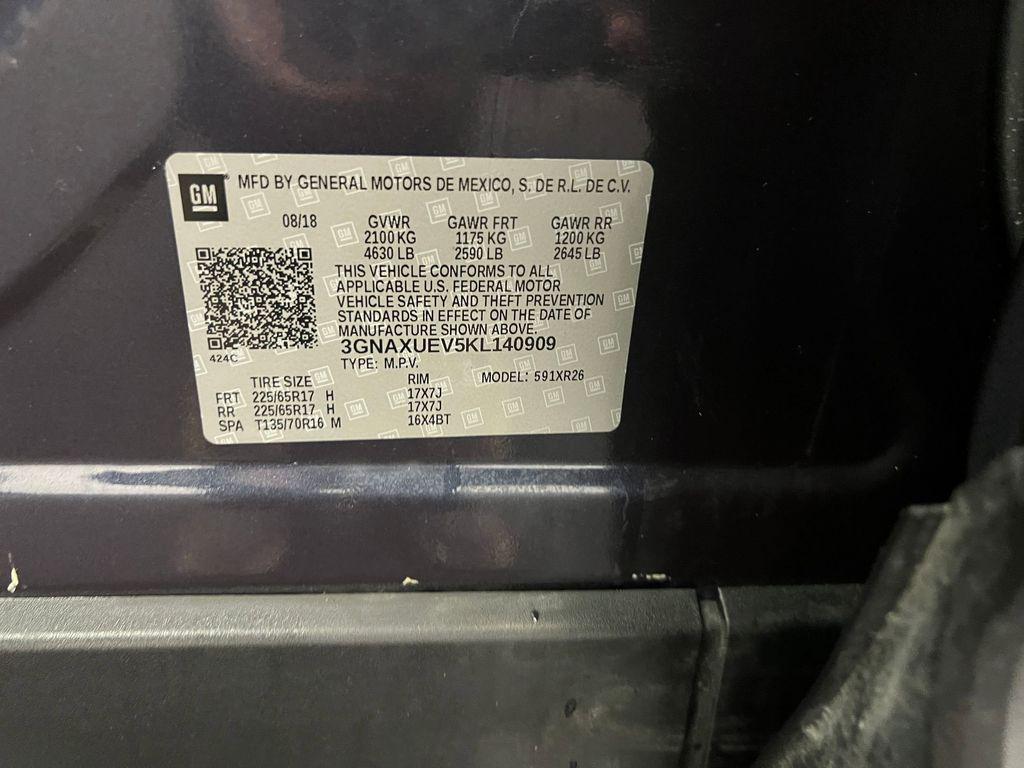 GM MFD BY GENERAL MOTORS DE MEXICO, S. DE R.L. DE C.V.
08/18 GVWR GAWR FRT GAWR RR
2100 KG 1175 KG 1200 KG
4630 LB 2590 LB 2645 LB
THIS VEHICLE CONFORMS TO ALL
APPLICABLE U.S. FEDERAL MOTOR
VEHICLE SAFETY AND THEFT PREVENTION
STANDARDS IN EFFECT ON THE DATE OF
MANUFACTURE SHOWN ABOVE.
3GNAXUEV5KL140909
424C
TYPE: M.P.V.
TIRE SIZE RIM MODEL: 591XR26
FRT 225/65R17 H 17X7J
RR 225/65R17 H 17X7J
SPA T135/70R16 M 16X4BT